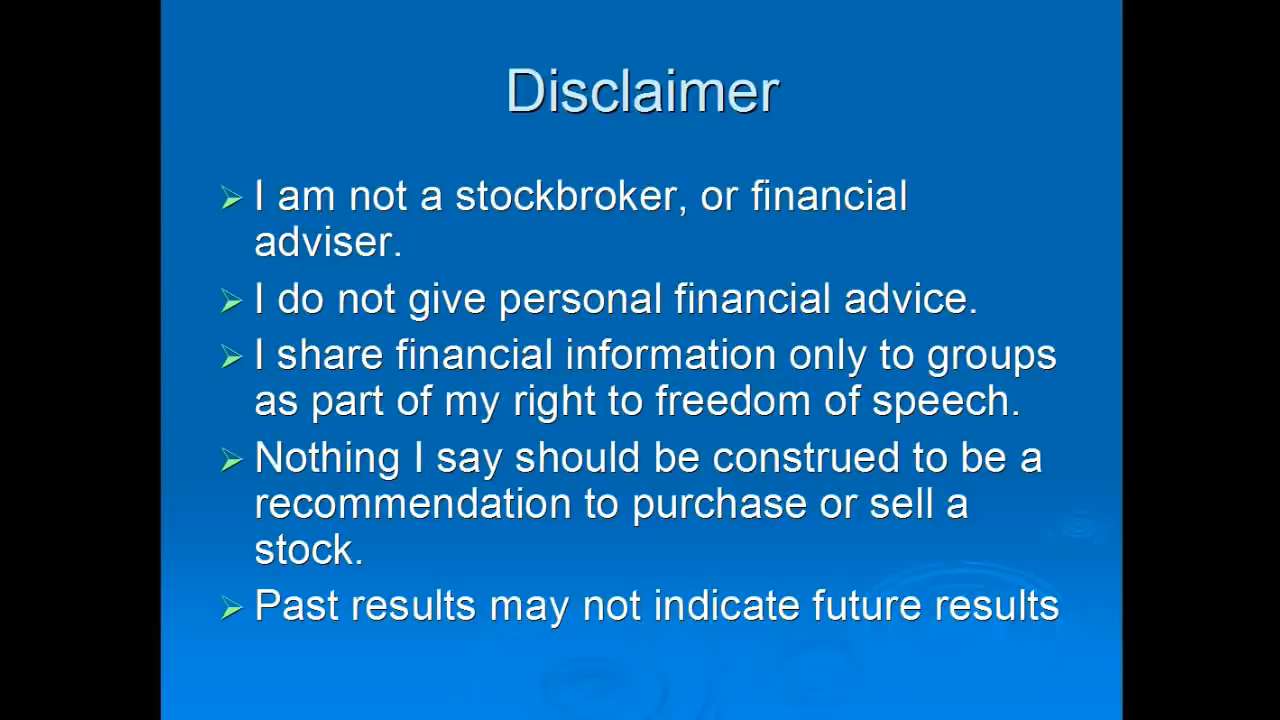 Disclaimer
I am not a stockbroker, or financial
adviser.
I do not give personal financial advice.
I share financial information only to groups
as part of my right to freedom of speech.
Nothing I say should be construed to be a
recommendation to purchase or sell a
stock.
Past results may not indicate future results